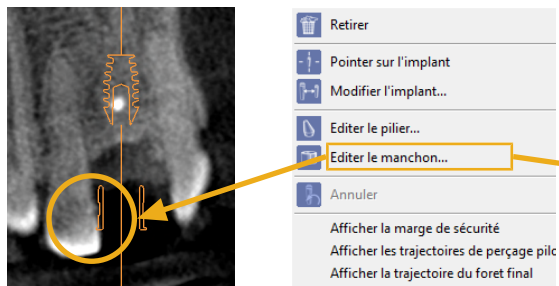 Retirer
Pointer sur l'implant
Modifier l'implant...
Editer le pilier...
Editer le manchon...
Annuler
Afficher la marge de sécurité
Afficher les trajectoires de perçage pilo
Afficher la trajectoire du foret final